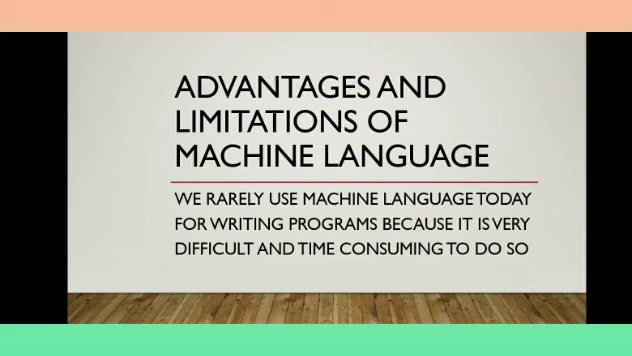 ADVANTAGES AND
LIMITATIONS OF
MACHINE LANGUAGE
WE RARELY USE MACHINE LANGUAGE TODAY
FOR WRITING PROGRAMS BECAUSE IT IS VERY
DIFFICULT AND TIME CONSUMING TO DO SO